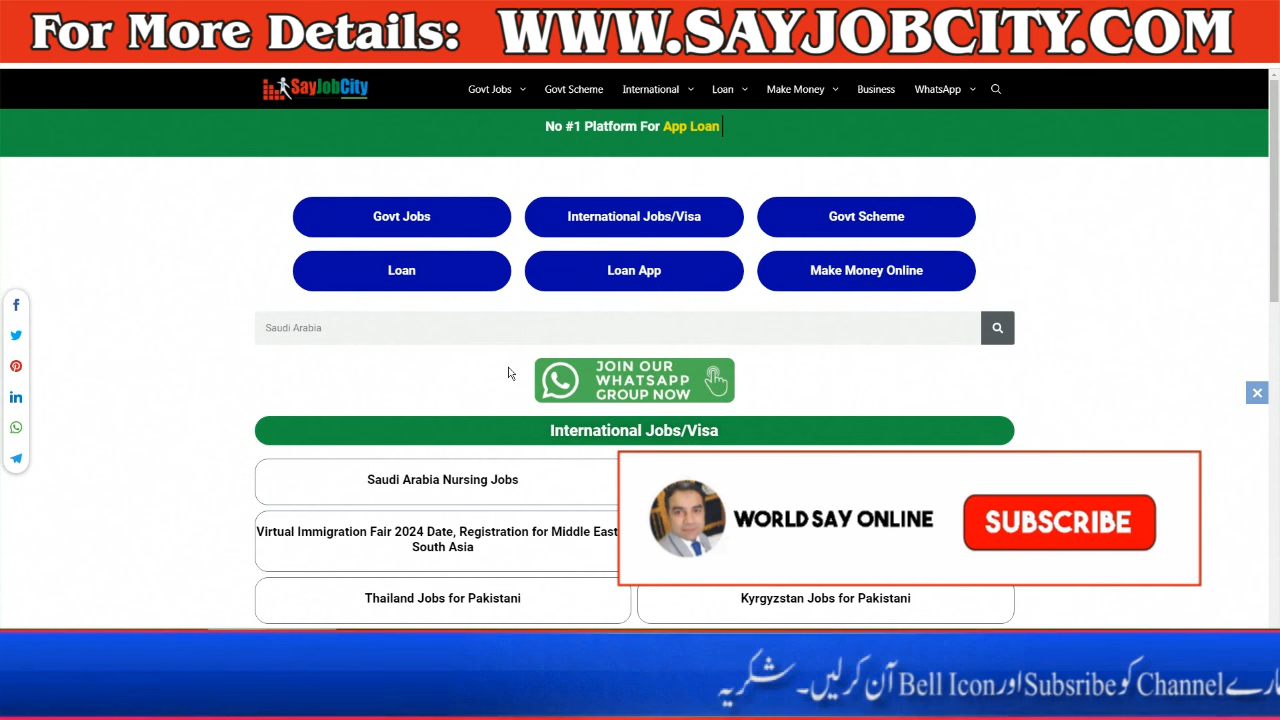 For More Details: WWW.SAYJOBCITY.COM
SayJobCity
Govt Jobs Govt Scheme International Loan Make Money Business WhatsApp
No #1 Platform For App Loan
Govt Jobs International Jobs/Visa Govt Scheme
Loan Loan App Make Money Online
Saudi Arabia
JOIN OUR
WHATSAPP
GROUP NOW
International Jobs/Visa
Saudi Arabia Nursing Jobs
Virtual Immigration Fair 2024 Date, Registration for Middle East
South Asia
WORLD SAY ONLINE SUBSCRIBE
Thailand Jobs for Pakistani Kyrgyzstan Jobs for Pakistani
Channel کو Subsribe اور Bell Icon آن کرلیں۔ شکریہ